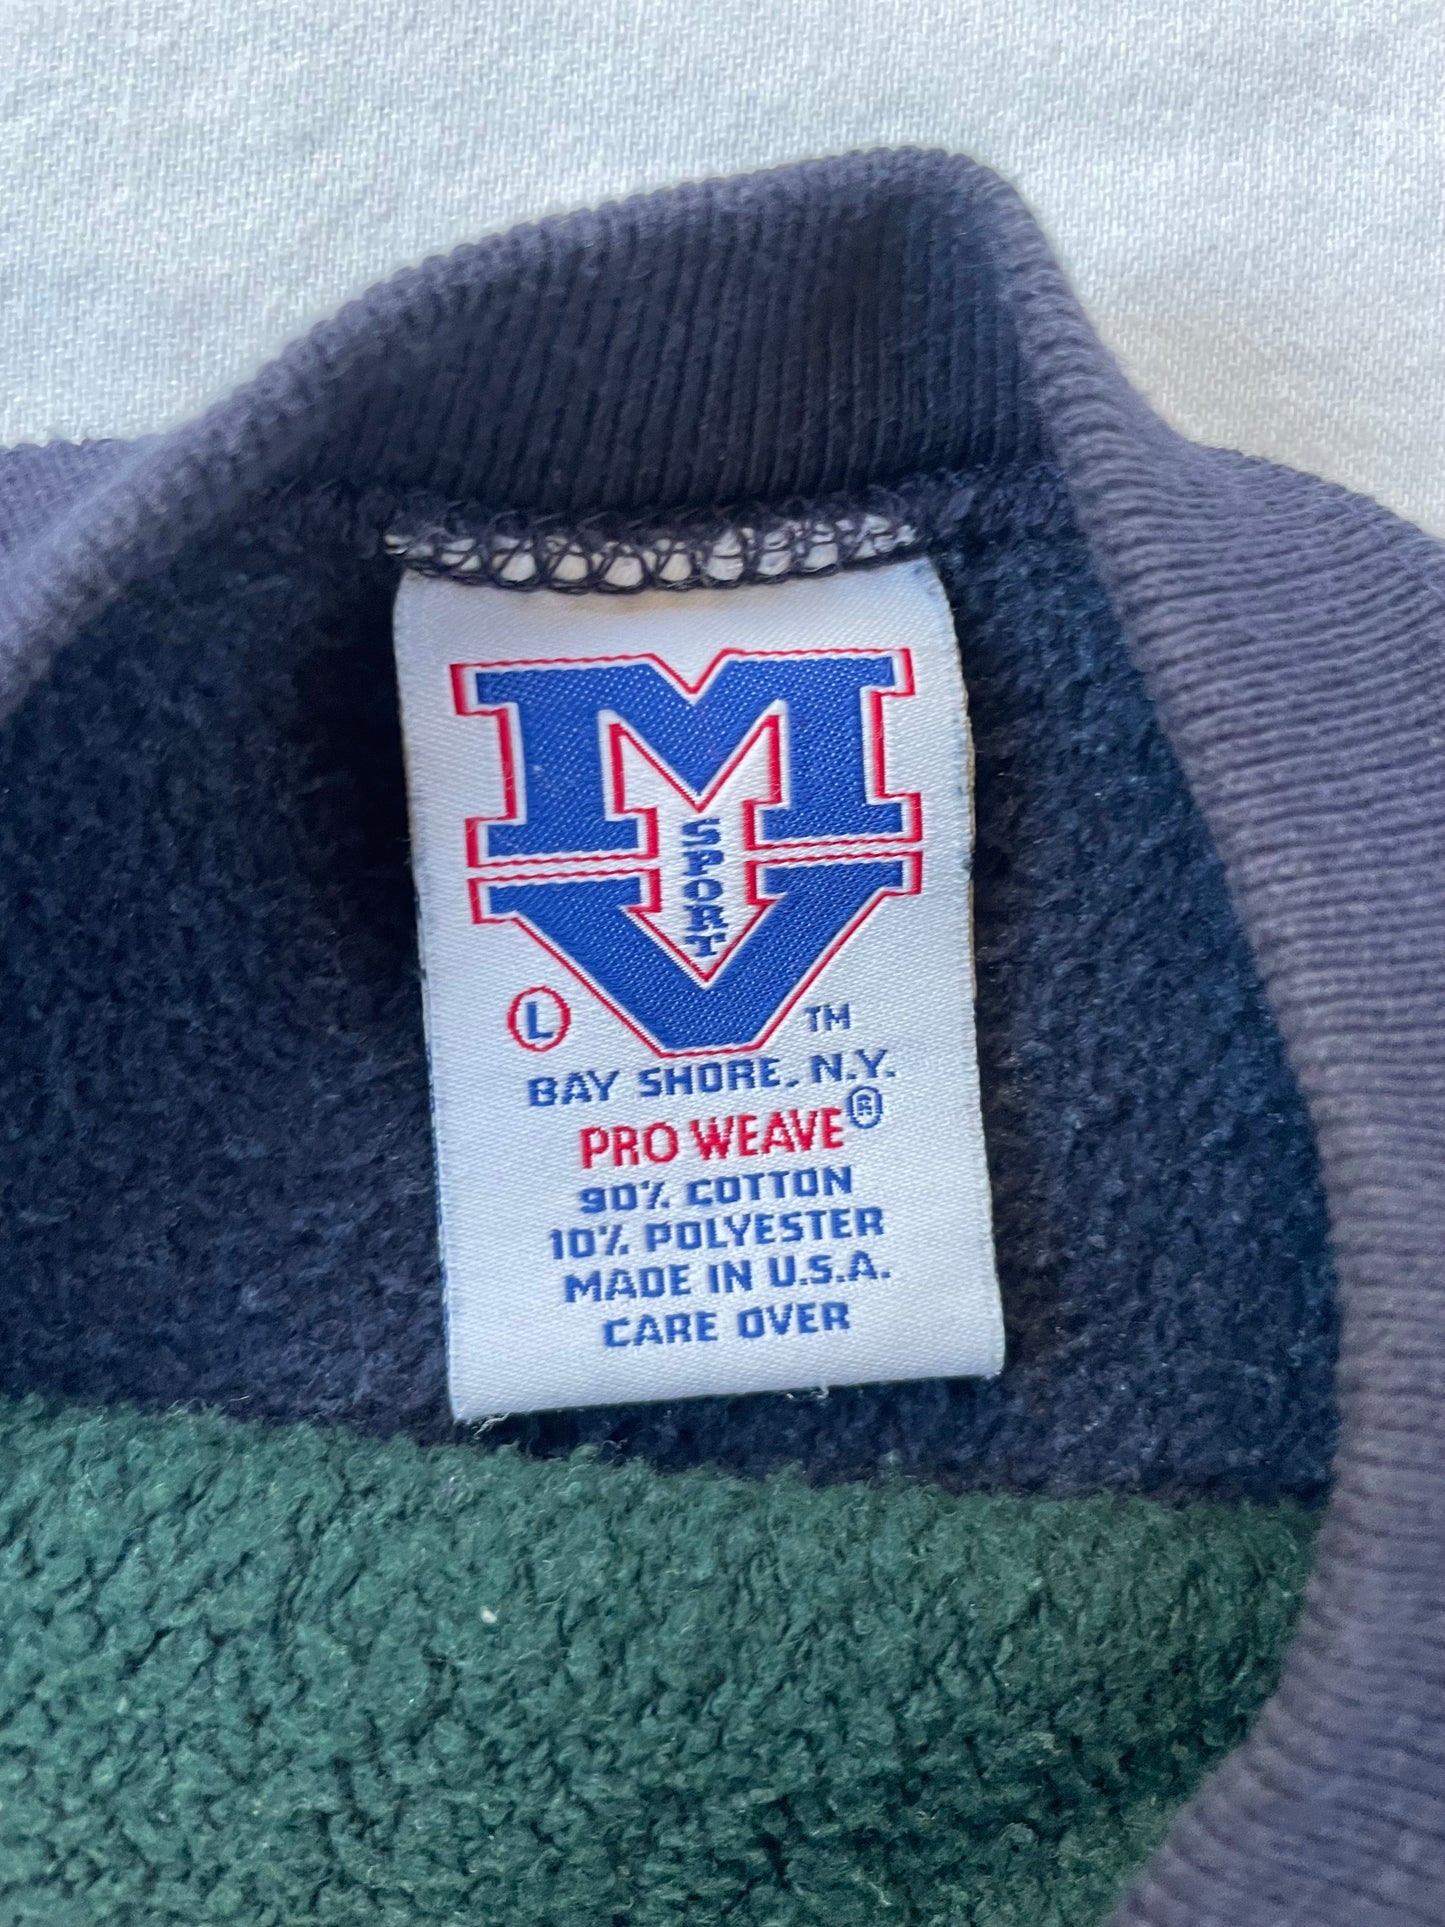 MV
SPORT
L
TM
BAY SHORE, N.Y.
PRO WEAVE®
90% COTTON
10% POLYESTER
MADE IN U.S.A.
CARE OVER